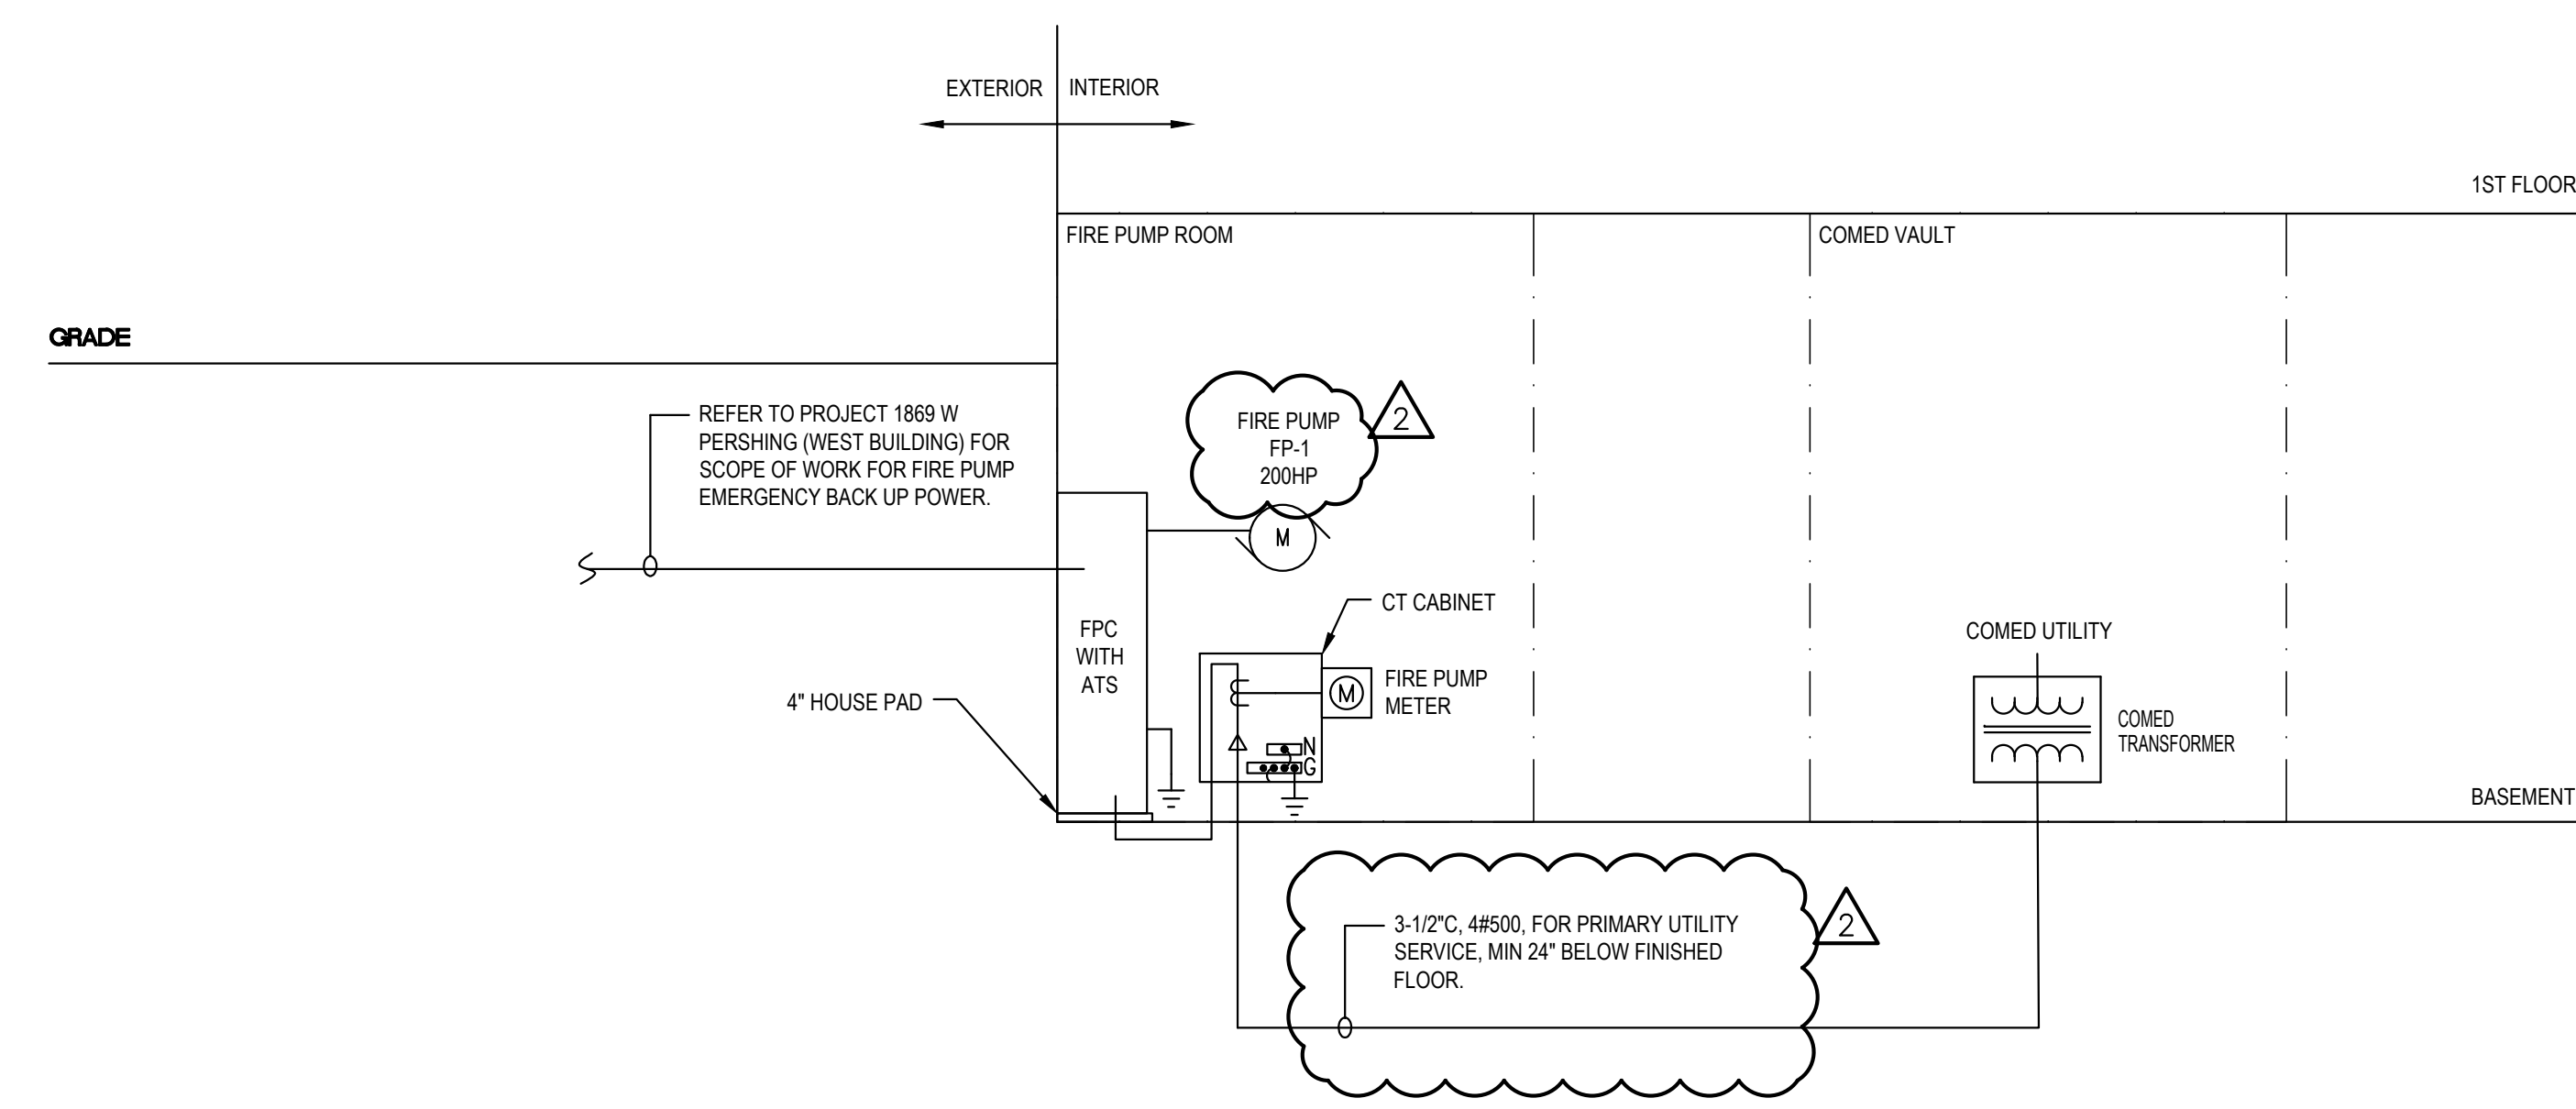 EXTERIOR INTERIOR
1ST FLOOR
FIRE PUMP ROOM
COMED VAULT
GRADE
REFER TO PROJECT 1869 W
PERSHING (WEST BUILDING) FOR
SCOPE OF WORK FOR FIRE PUMP
EMERGENCY BACK UP POWER.
FIRE PUMP
FP-1
200HP
2
M
CT CABINET
FPC
WITH
ATS
COMED UTILITY
4" HOUSE PAD
M
FIRE PUMP
METER
N
G
COMED
TRANSFORMER
BASEMENT
3-1/2"C, 4#500, FOR PRIMARY UTILITY
SERVICE, MIN 24" BELOW FINISHED
FLOOR.
2